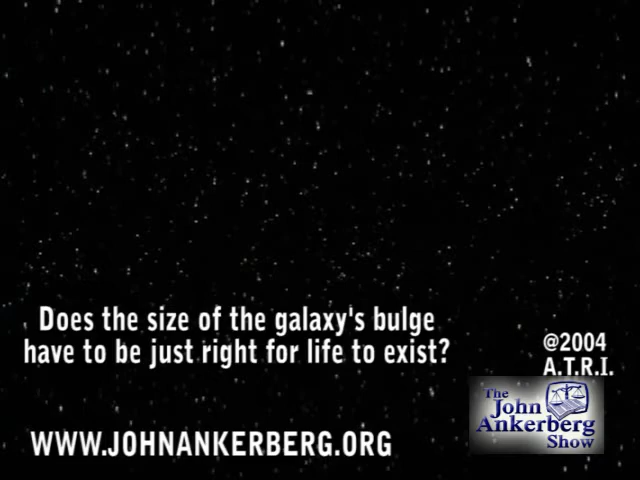 Does the size of the galaxy's bulge
have to be just right for life to exist?
@2004
A.T.R.I.
The
John
Ankerberg
Show
WWW.JOHNANKERBERG.ORG